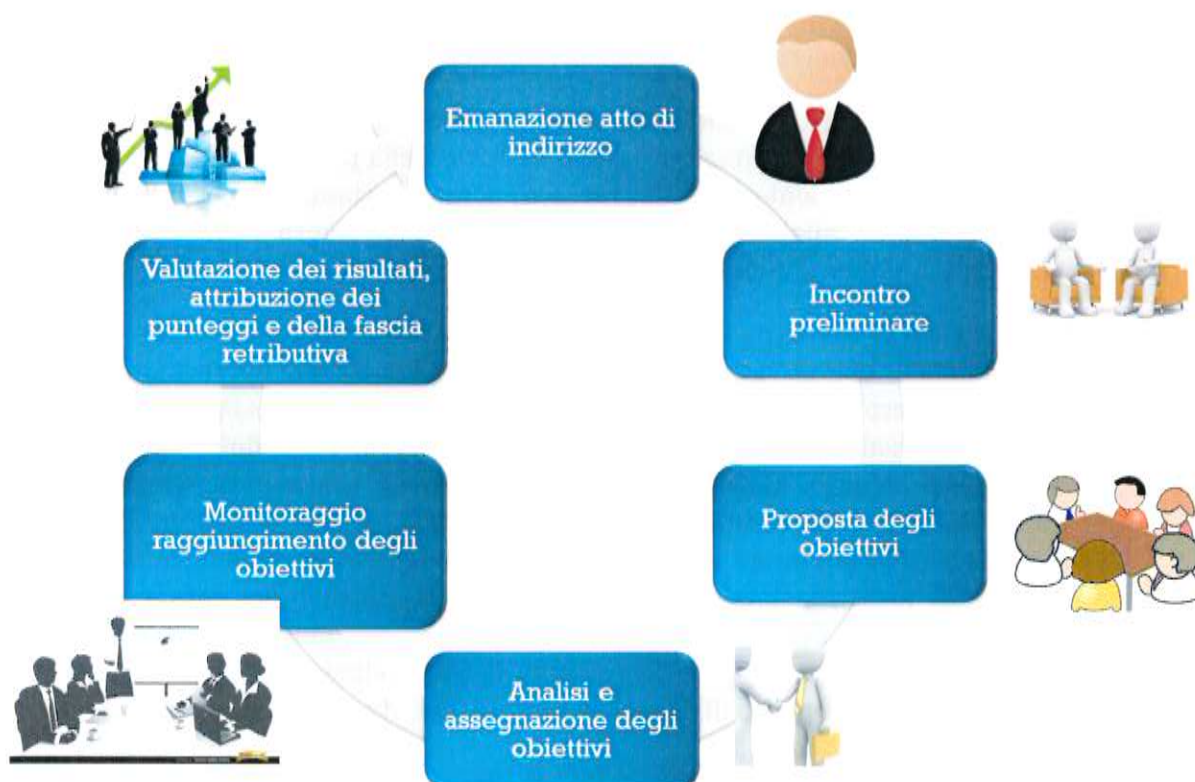 Emanazione atto di
indirizzo
Incontro
preliminare
Proposta degli
obiettivi
Analisi e
assegnazione degli
obiettivi
Monitoraggio
raggiungimento degli
obiettivi
Valutazione dei risultati,
attribuzione dei
punteggi e della fascia
retributiva